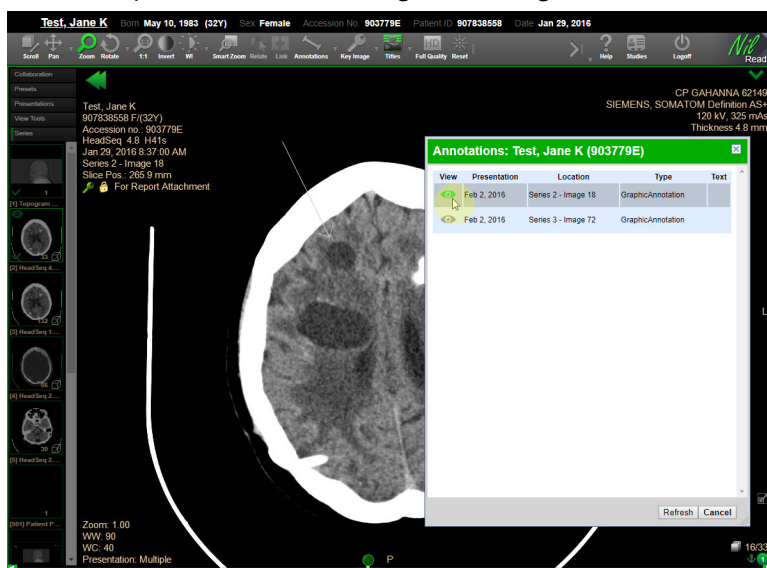 Test, Jane K Born May 10, 1983 (32Y) Sex Female Accession No. 903779E Patient ID 907838558 Date Jan 29, 2016
Scroll Pan Zoom Rotate 1:1 Invert Wl Smart Zoom Relate Link Annotations Key Image Titles Full Quality Reset Help Studies Logoff
HD
Nil
Read
Collaboration
Presets
Presentations
View Tools
Series
1
[1] Topogram ...
33
[2] HeadSeq 4....
132
[3] HeadSeq 1....
66
[4] HeadSeq 2....
38
[5] HeadSeq 2....
1
[501] Patient P...
Test, Jane K
907838558 F/(32Y)
Accession no.: 903779E
HeadSeq 4.8 H41s
Jan 29, 2016 8:37:00 AM
Series 2 - Image 18
Slice Pos.: 265.9 mm
For Report Attachment
CP GAHANNA 62149
SIEMENS, SOMATOM Definition AS+
120 kV, 325 mAs
Thickness 4.8 mm
Annotations: Test, Jane K (903779E)
View Presentation Location Type Text
Feb 2, 2016 Series 2 - Image 18 GraphicAnnotation
Feb 2, 2016 Series 3 - Image 72 GraphicAnnotation
Refresh Cancel
L
Zoom: 1.00
WW: 90
WC: 40
Presentation: Multiple
P
16/33
1